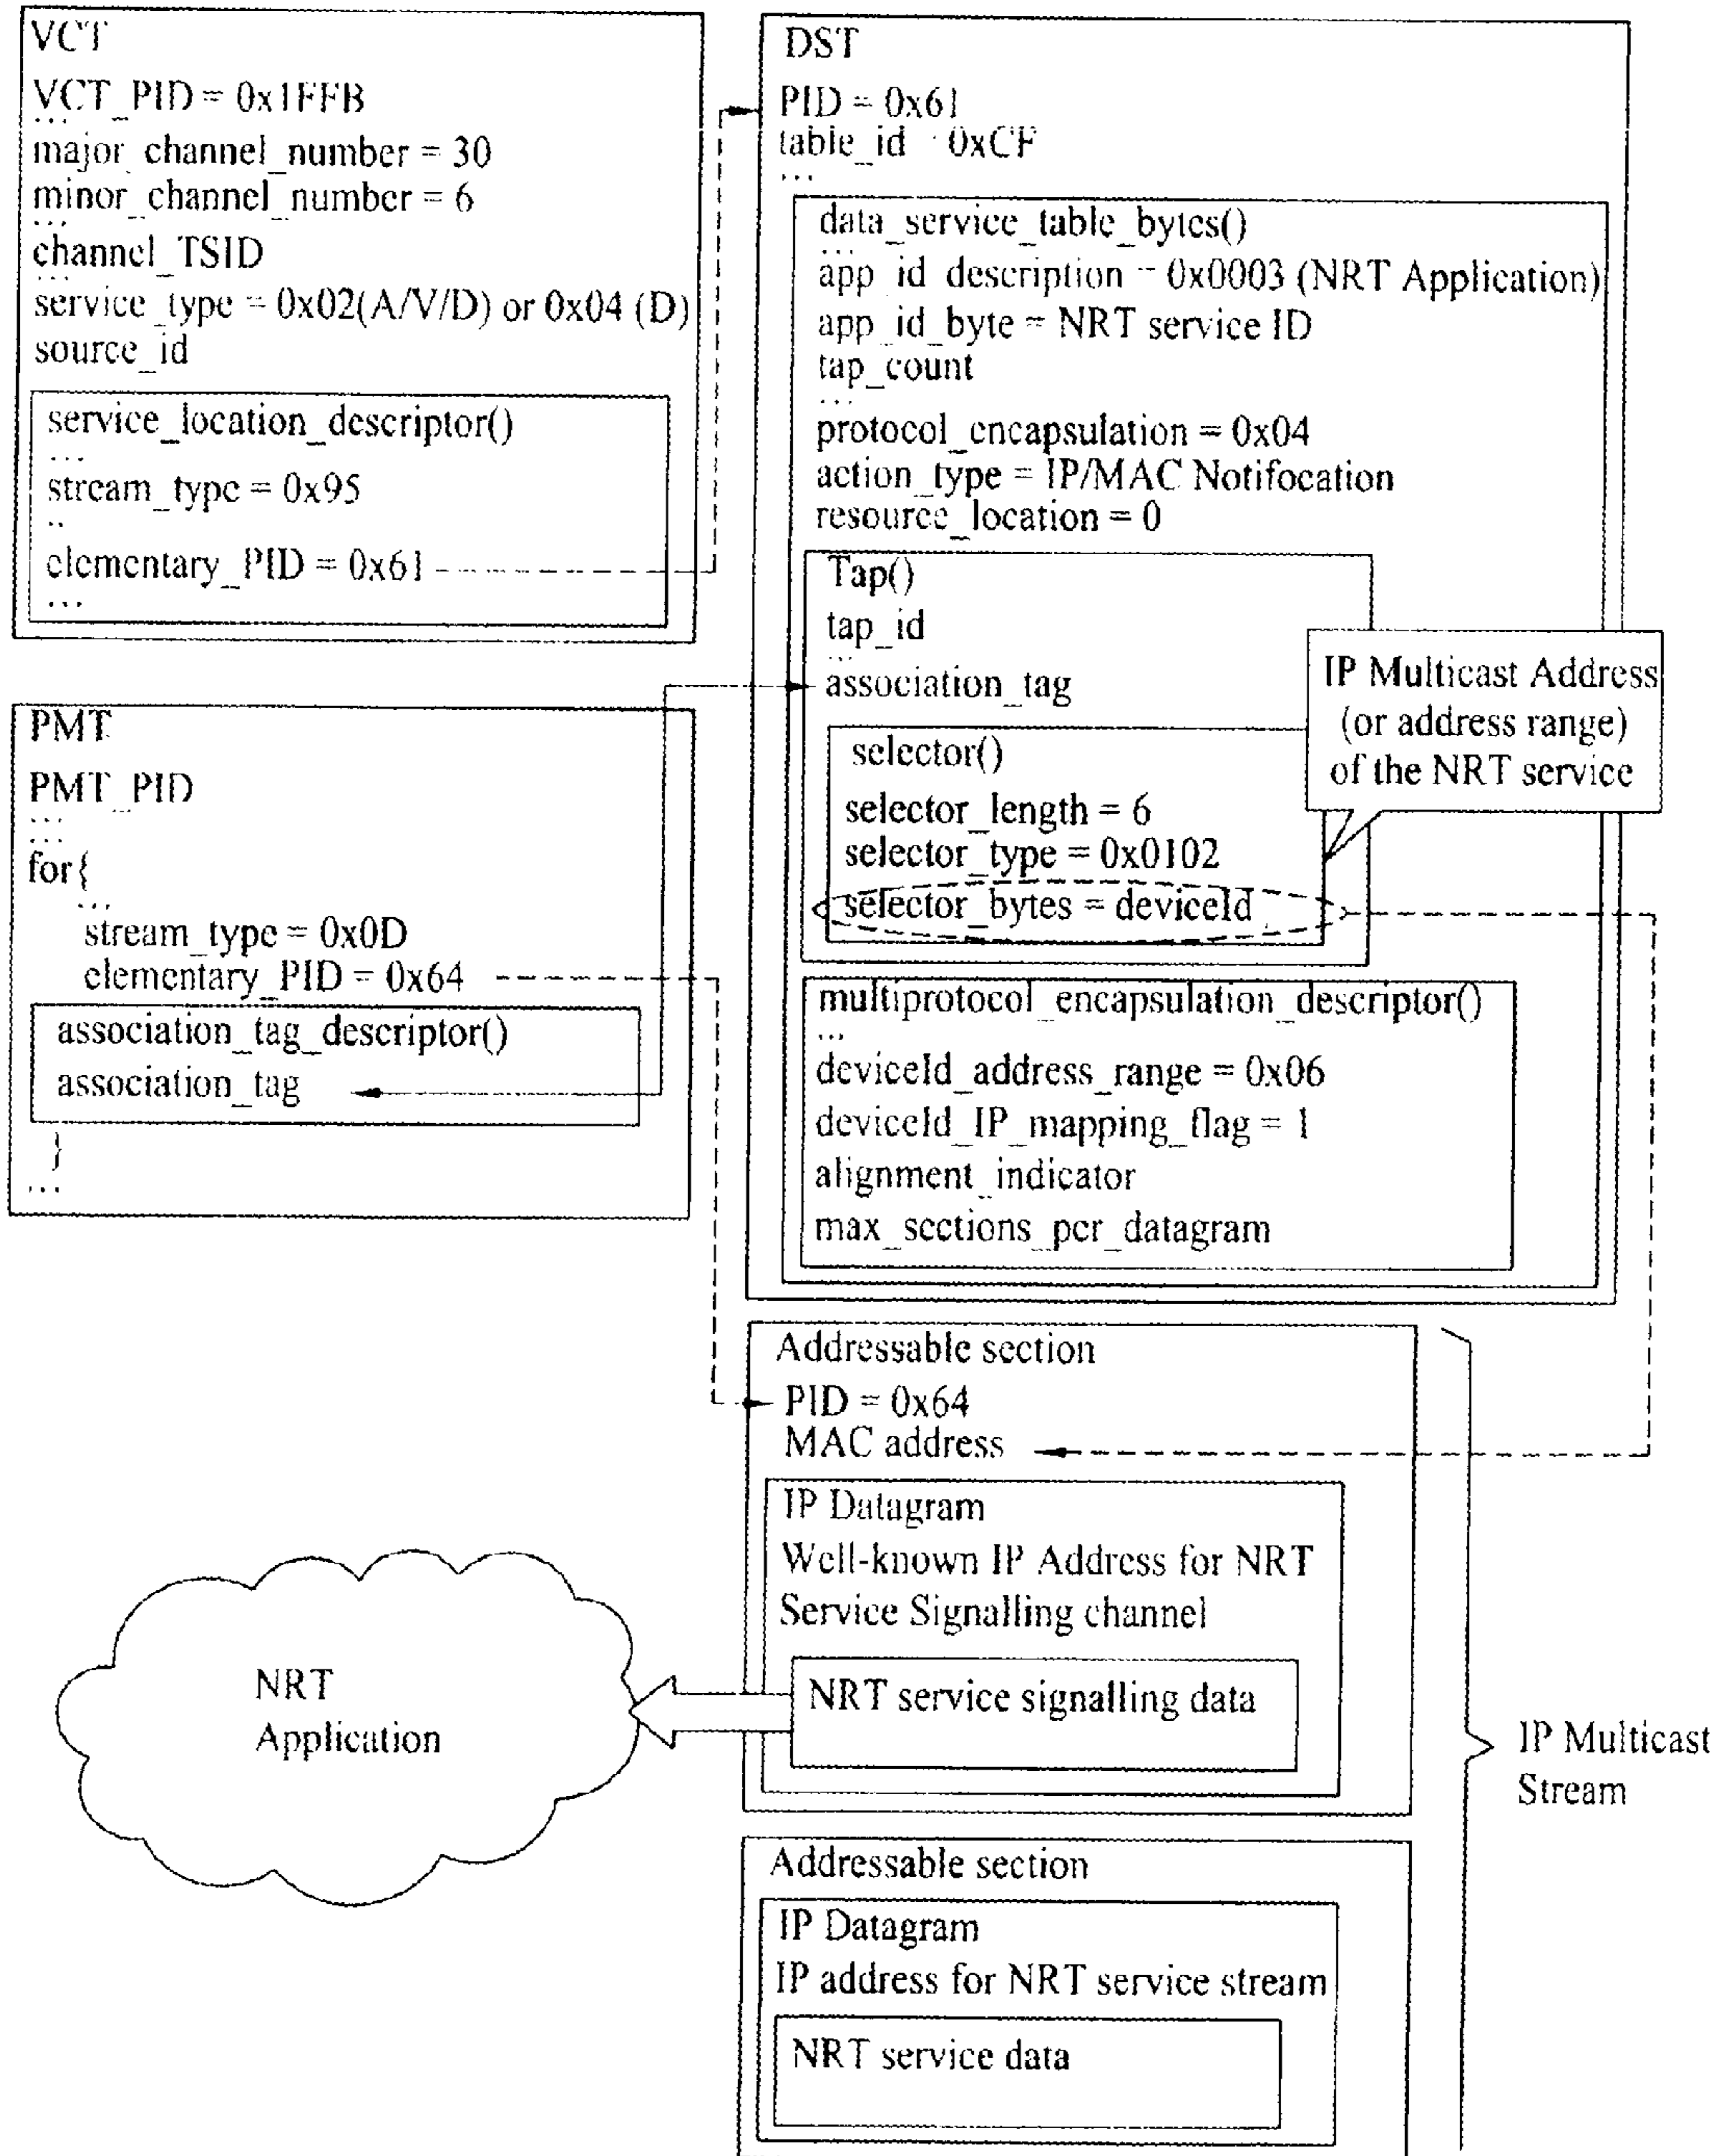 VCT
VCT_PID = 0x1FFB
...
major_channel_number = 30
minor_channel_number = 6
...
channel_TSID
...
service_type = 0x02(A/V/D) or 0x04 (D)
source_id
service_location_descriptor()
...
stream_type = 0x95
..
elementary_PID = 0x61
...
PMT
PMT_PID
...
...
for{
...
stream_type = 0x0D
elementary_PID = 0x64
association_tag_descriptor()
association_tag
}
...
DST
PID = 0x61
table_id = 0xCF
...
data_service_table_bytes()
...
app_id_description = 0x0003 (NRT Application)
app_id_byte = NRT service ID
tap_count
...
protocol_encapsulation = 0x04
action_type = IP/MAC Notifocation
resource_location = 0
Tap()
tap_id
...
association_tag
selector()
selector_length = 6
selector_type = 0x0102
selector_bytes = deviceId
IP Multicast Address
(or address range)
of the NRT service
multiprotocol_encapsulation_descriptor()
...
deviceId_address_range = 0x06
deviceId_IP_mapping_flag = 1
alignment_indicator
max_sections_per_datagram
Addressable section
PID = 0x64
MAC address
IP Datagram
Well-known IP Address for NRT
Service Signalling channel
NRT service signalling data
NRT
Application
IP Multicast
Stream
Addressable section
IP Datagram
IP address for NRT service stream
NRT service data